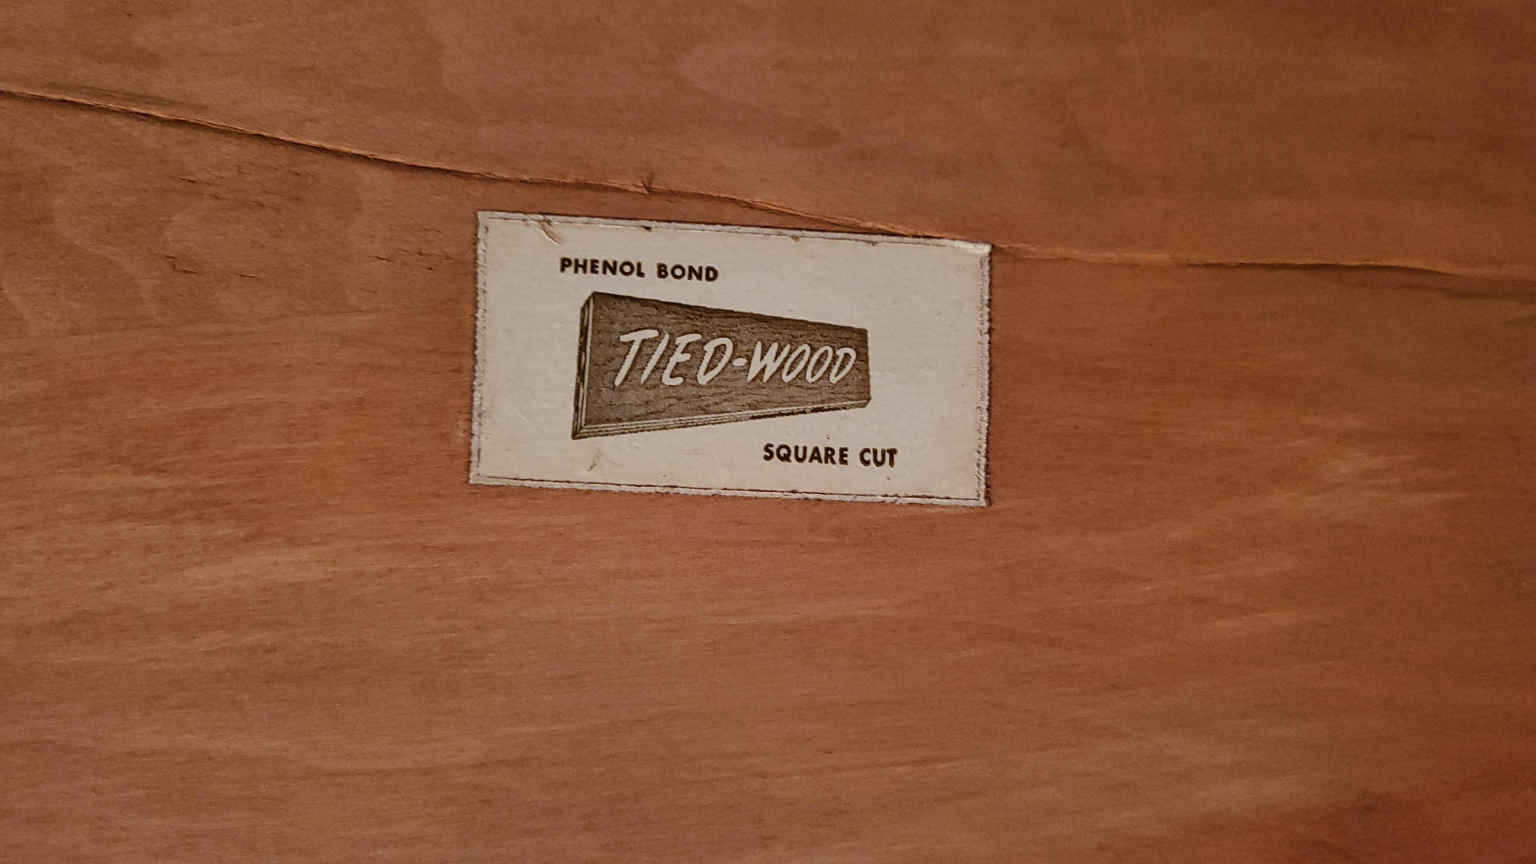 PHENOL BOND
TIED-WOOD
SQUARE CUT